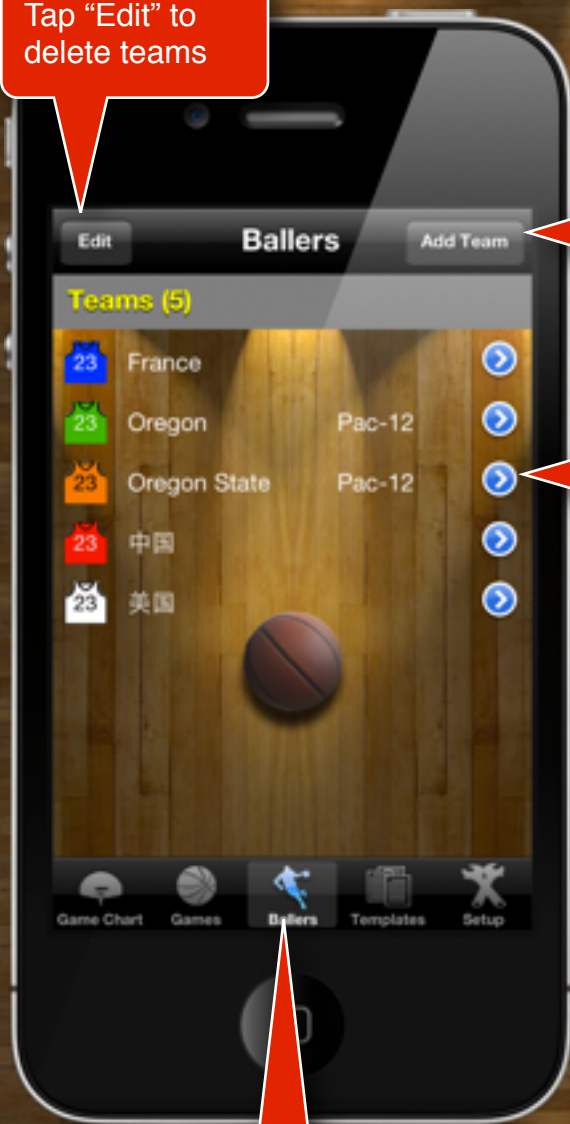 Tap “Edit” to
delete teams
Edit
Ballers
Add Team
Teams (5)
23 France
23 Oregon Pac-12
23 Oregon State Pac-12
23 中国
23 美国
Game Chart
Games
Ballers
Templates
Setup